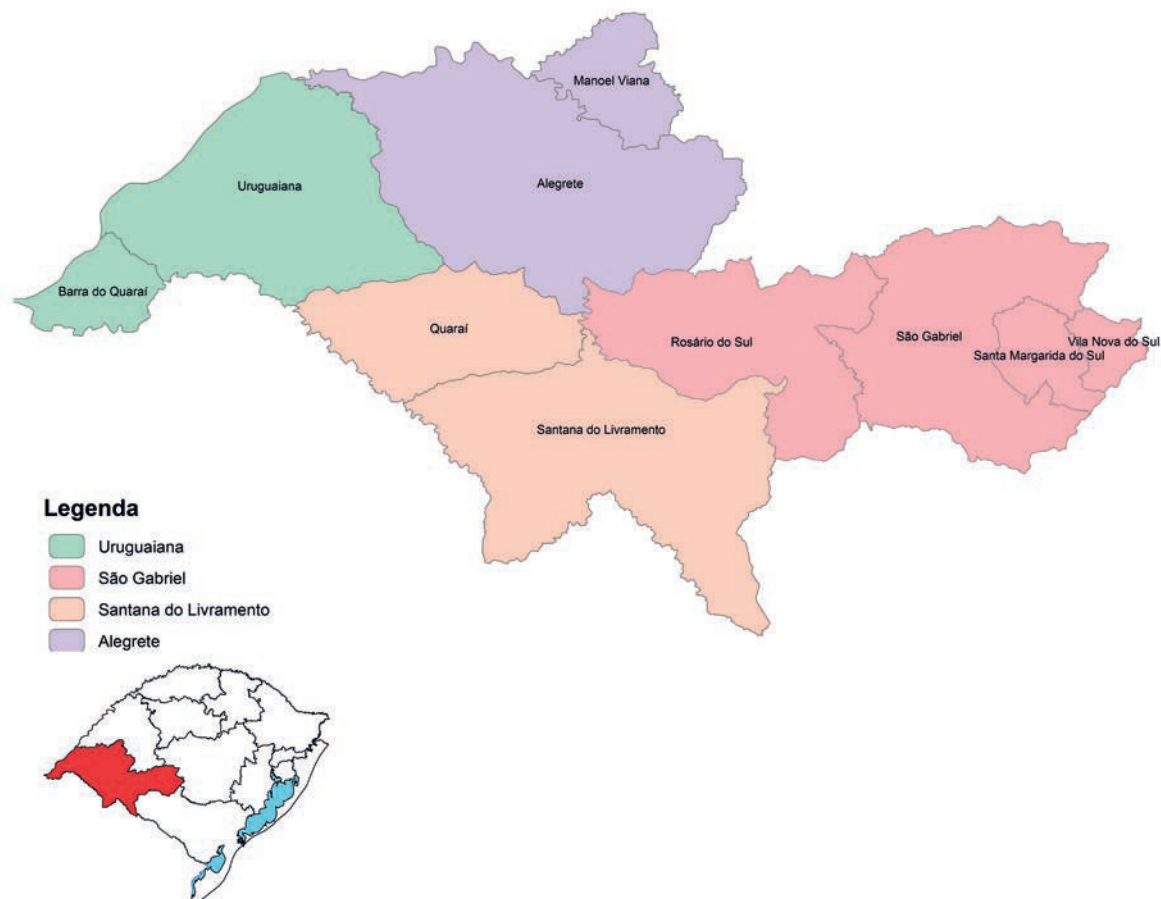 Manoel Viana
Uruguaiana
Alegrete
Barra do Quaraí
Quaraí
Rosário do Sul
São Gabriel
Vila Nova do Sul
Santa Margarida do Sul
Santana do Livramento
Legenda
Uruguaiana
São Gabriel
Santana do Livramento
Alegrete